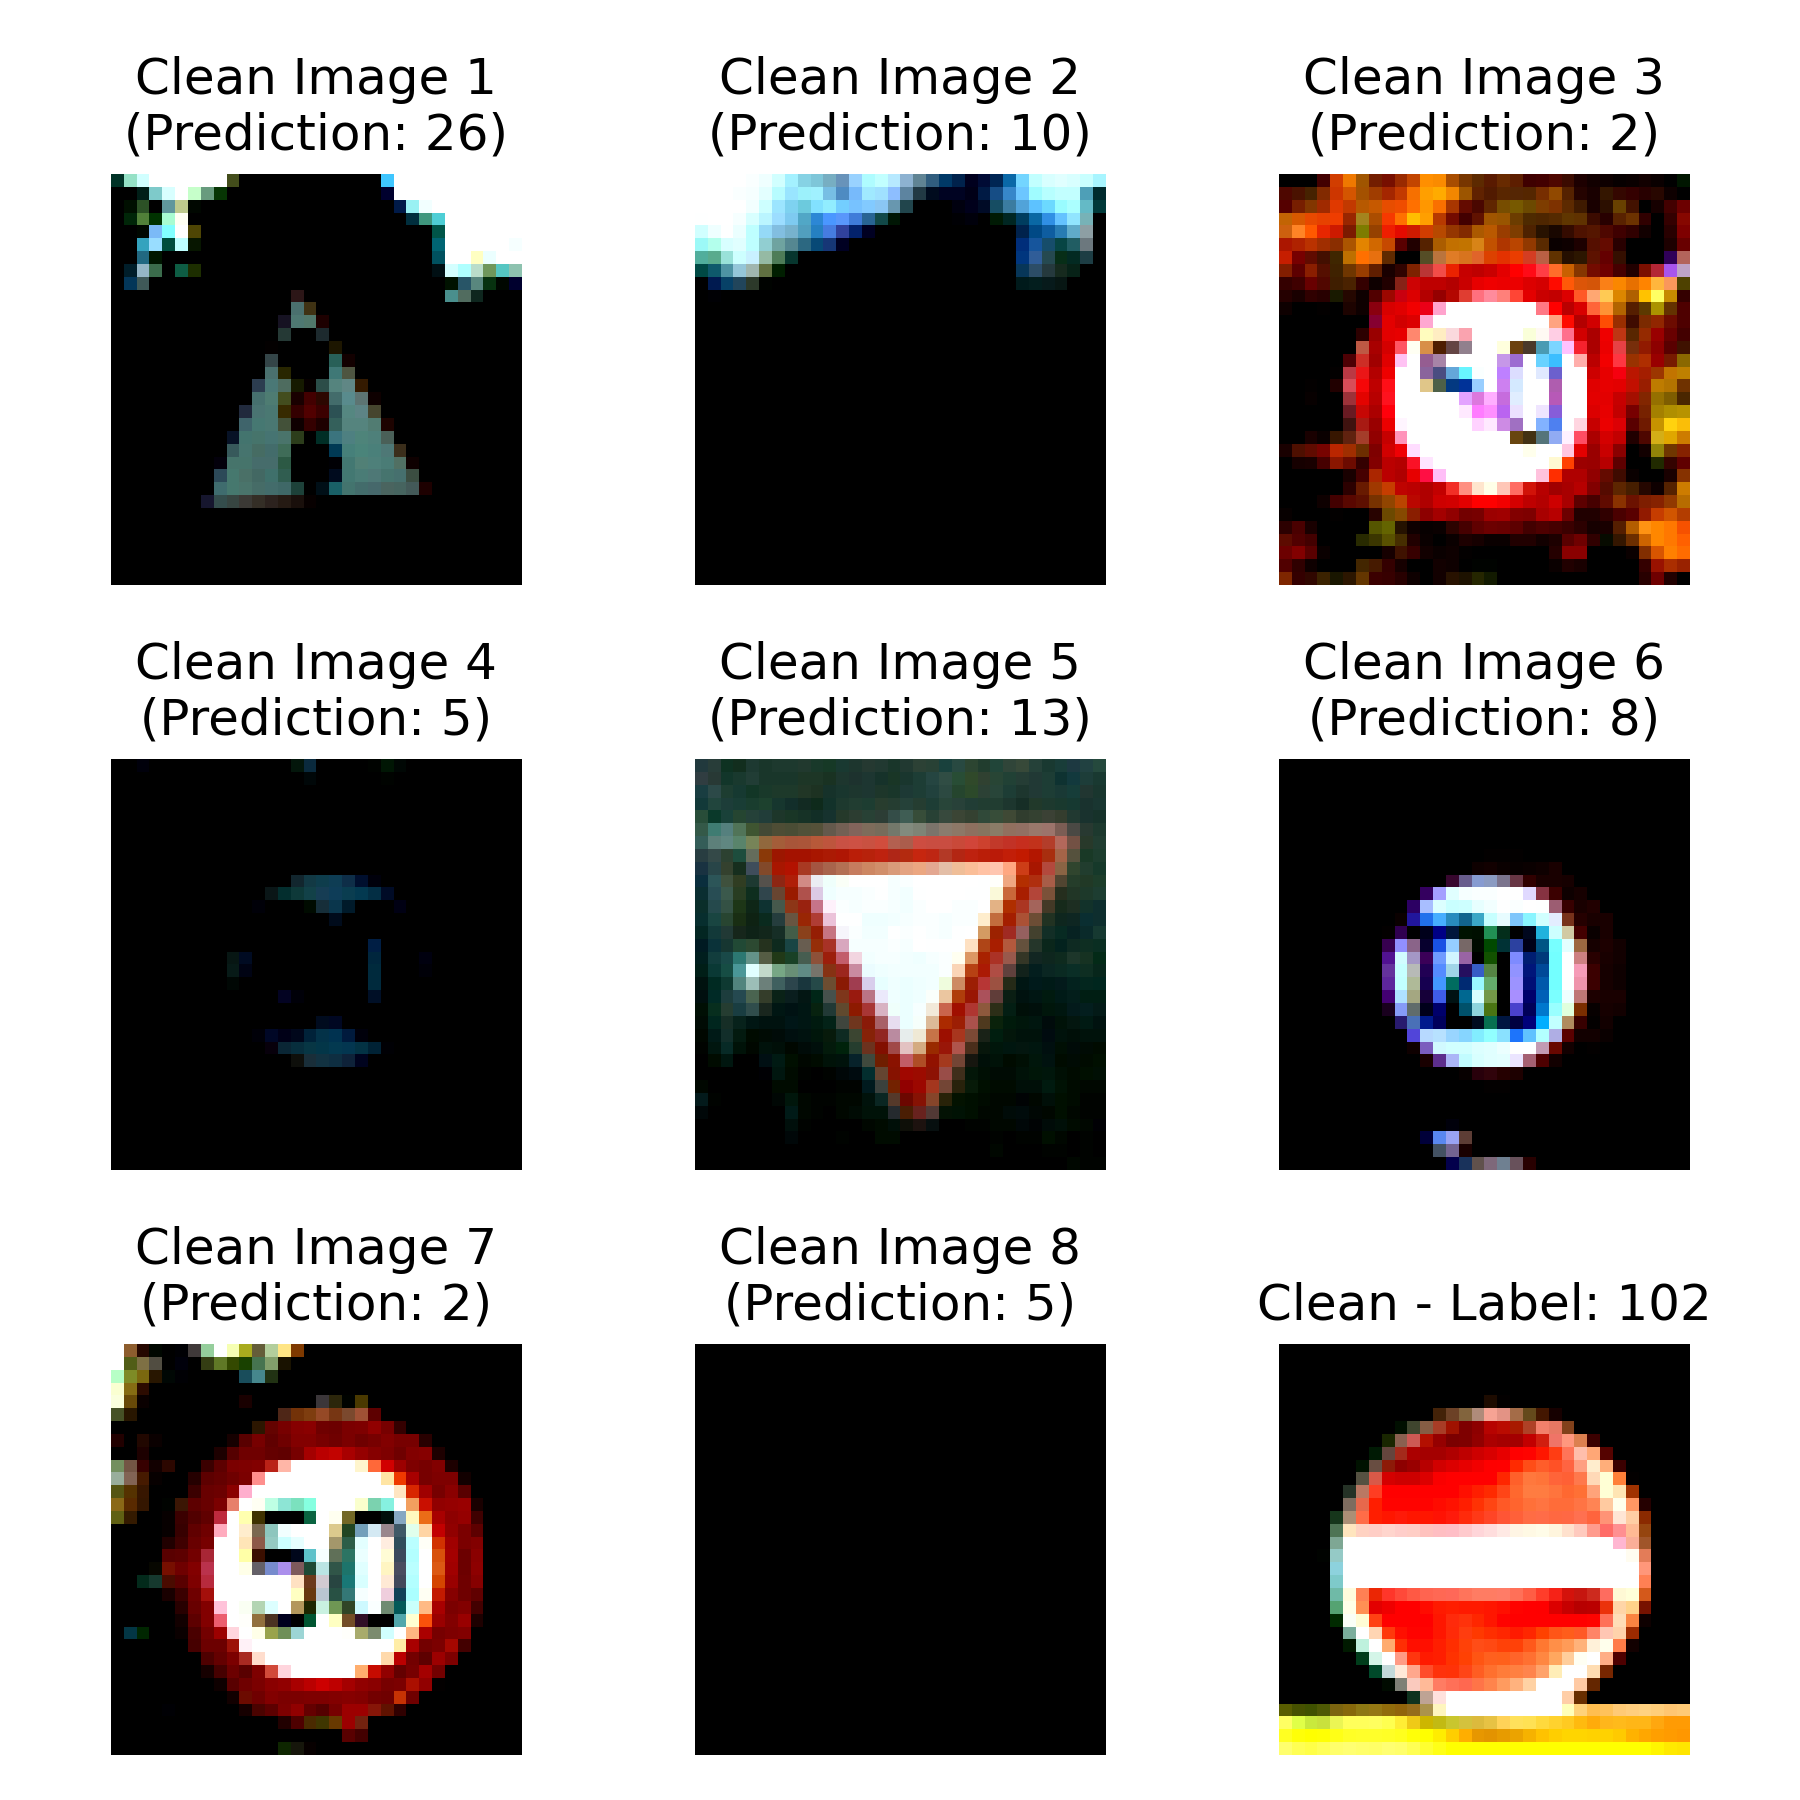 Clean Image 1
(Prediction: 26)
Clean Image 2
(Prediction: 10)
Clean Image 3
(Prediction: 2)
50
Clean Image 4
(Prediction: 5)
Clean Image 5
(Prediction: 13)
Clean Image 6
(Prediction: 8)
120
Clean Image 7
(Prediction: 2)
50
Clean Image 8
(Prediction: 5)
Clean - Label: 102